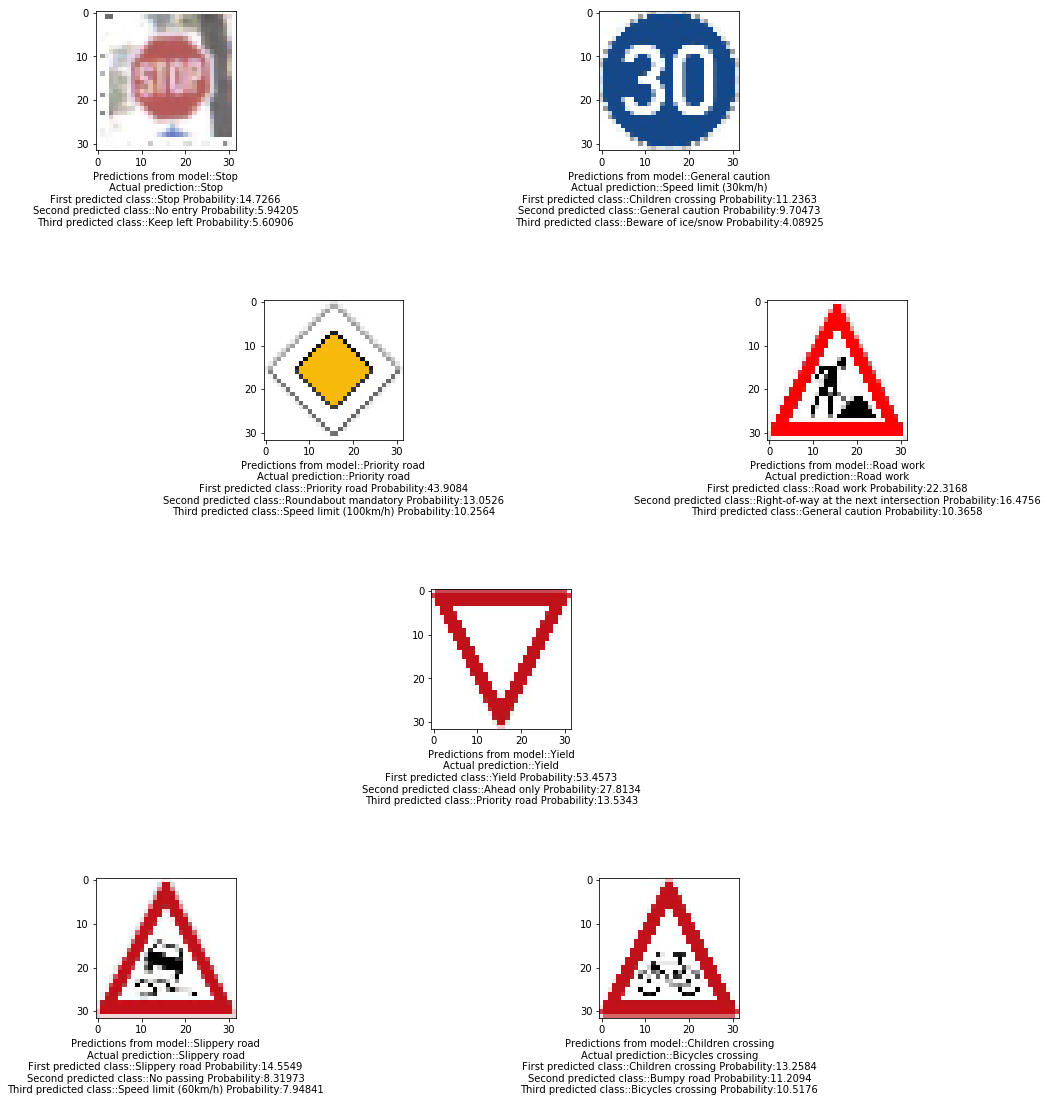 0
10
20
30
STOP
0
10
20
30
Predictions from model::Stop
Actual prediction::Stop
First predicted class::Stop Probability:14.7266
Second predicted class::No entry Probability:5.94205
Third predicted class::Keep left Probability:5.60906
0
10
20
30
30
0
10
20
30
Predictions from model::General caution
Actual prediction::Speed limit (30km/h)
First predicted class::Children crossing Probability:11.2363
Second predicted class::General caution Probability:9.70473
Third predicted class::Beware of ice/snow Probability:4.08925
0
10
20
30
0
10
20
30
Predictions from model::Priority road
Actual prediction::Priority road
First predicted class::Priority road Probability:43.9084
Second predicted class::Roundabout mandatory Probability:13.0526
Third predicted class::Speed limit (100km/h) Probability:10.2564
0
10
20
30
0
10
20
30
Predictions from model::Road work
Actual prediction::Road work
First predicted class::Road work Probability:22.3168
Second predicted class::Right-of-way at the next intersection Probability:16.4756
Third predicted class::General caution Probability:10.3658
0
10
20
30
0
10
20
30
Predictions from model::Yield
Actual prediction::Yield
First predicted class::Yield Probability:53.4573
Second predicted class::Ahead only Probability:27.8134
Third predicted class::Priority road Probability:13.5343
0
10
20
30
0
10
20
30
Predictions from model::Slippery road
Actual prediction::Slippery road
First predicted class::Slippery road Probability:14.5549
Second predicted class::No passing Probability:8.31973
Third predicted class::Speed limit (60km/h) Probability:7.94841
0
10
20
30
0
10
20
30
Predictions from model::Children crossing
Actual prediction::Bicycles crossing
First predicted class::Children crossing Probability:13.2584
Second predicted class::Bumpy road Probability:11.2094
Third predicted class::Bicycles crossing Probability:10.5176